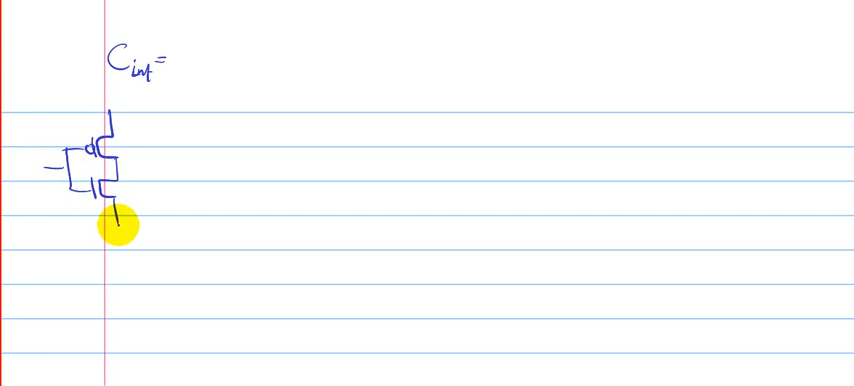 C_int =